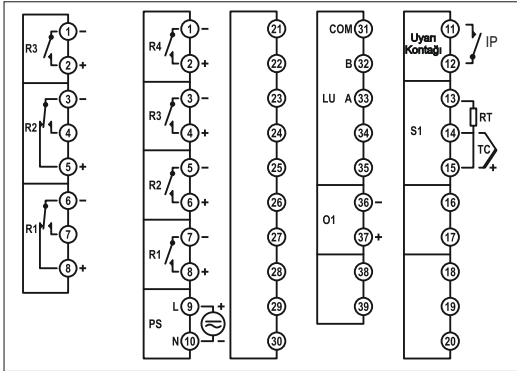 R3 1 −
2 +
R2 3 −
4
5 +
R1 6 −
7
8 +
R4 1 −
2 +
R3 3 −
4 +
R2 5 −
6 +
R1 7 −
8 +
PS L 9 +
N 10 −
21
22
23
24
25
26
27
28
29
30
COM 31
B 32
LU A 33
34
35
O1 36 −
37 +
38
39
Uyarı Kontağı 11 IP
12
S1 13 RT
14 TC
15 +
16
17
18
19
20